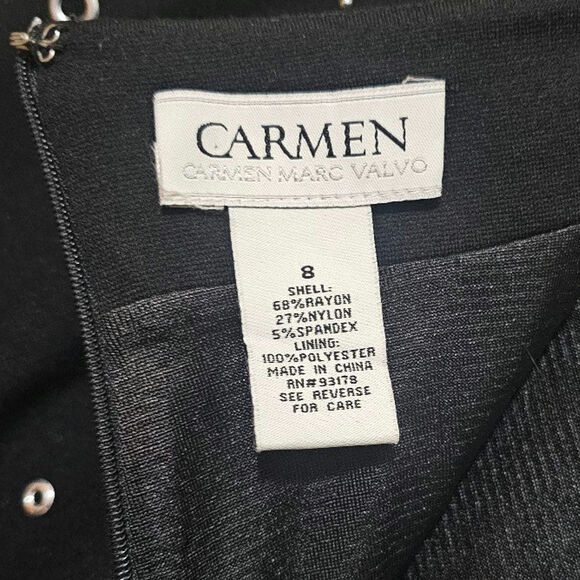 CARMEN
CARMEN MARC VALVO
8
SHELL:
68%RAYON
27%NYLON
5%SPANDEX
LINING:
100%POLYESTER
MADE IN CHINA
RN#93178
SEE REVERSE
FOR CARE